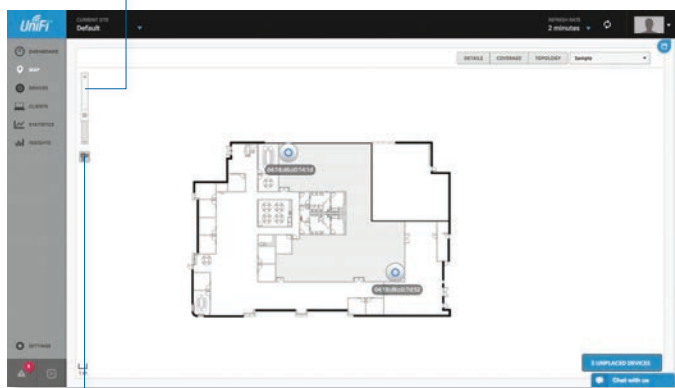 UniFi
CURRENT SITE
Default
REFRESH RATE
2 minutes
DASHBOARD
MAP
DEVICES
CLIENTS
STATISTICS
INSIGHTS
DETAILS
COVERAGE
TOPOLOGY
Sample
SETTINGS
3 UNPLACED DEVICES
Chat with us